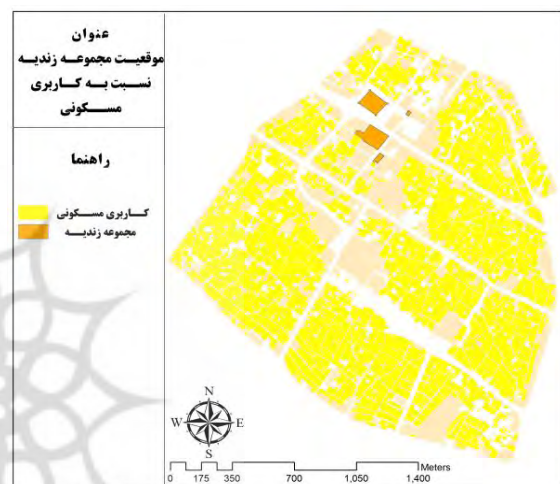 عنوان
موقعیت مجموعه زندیه
نسبت به کاربری
مسکونی
راهنما
کاربری مسکونی
مجموعه زندیه
N
W E
S
Meters
0 175 350 700 1,050 1,400